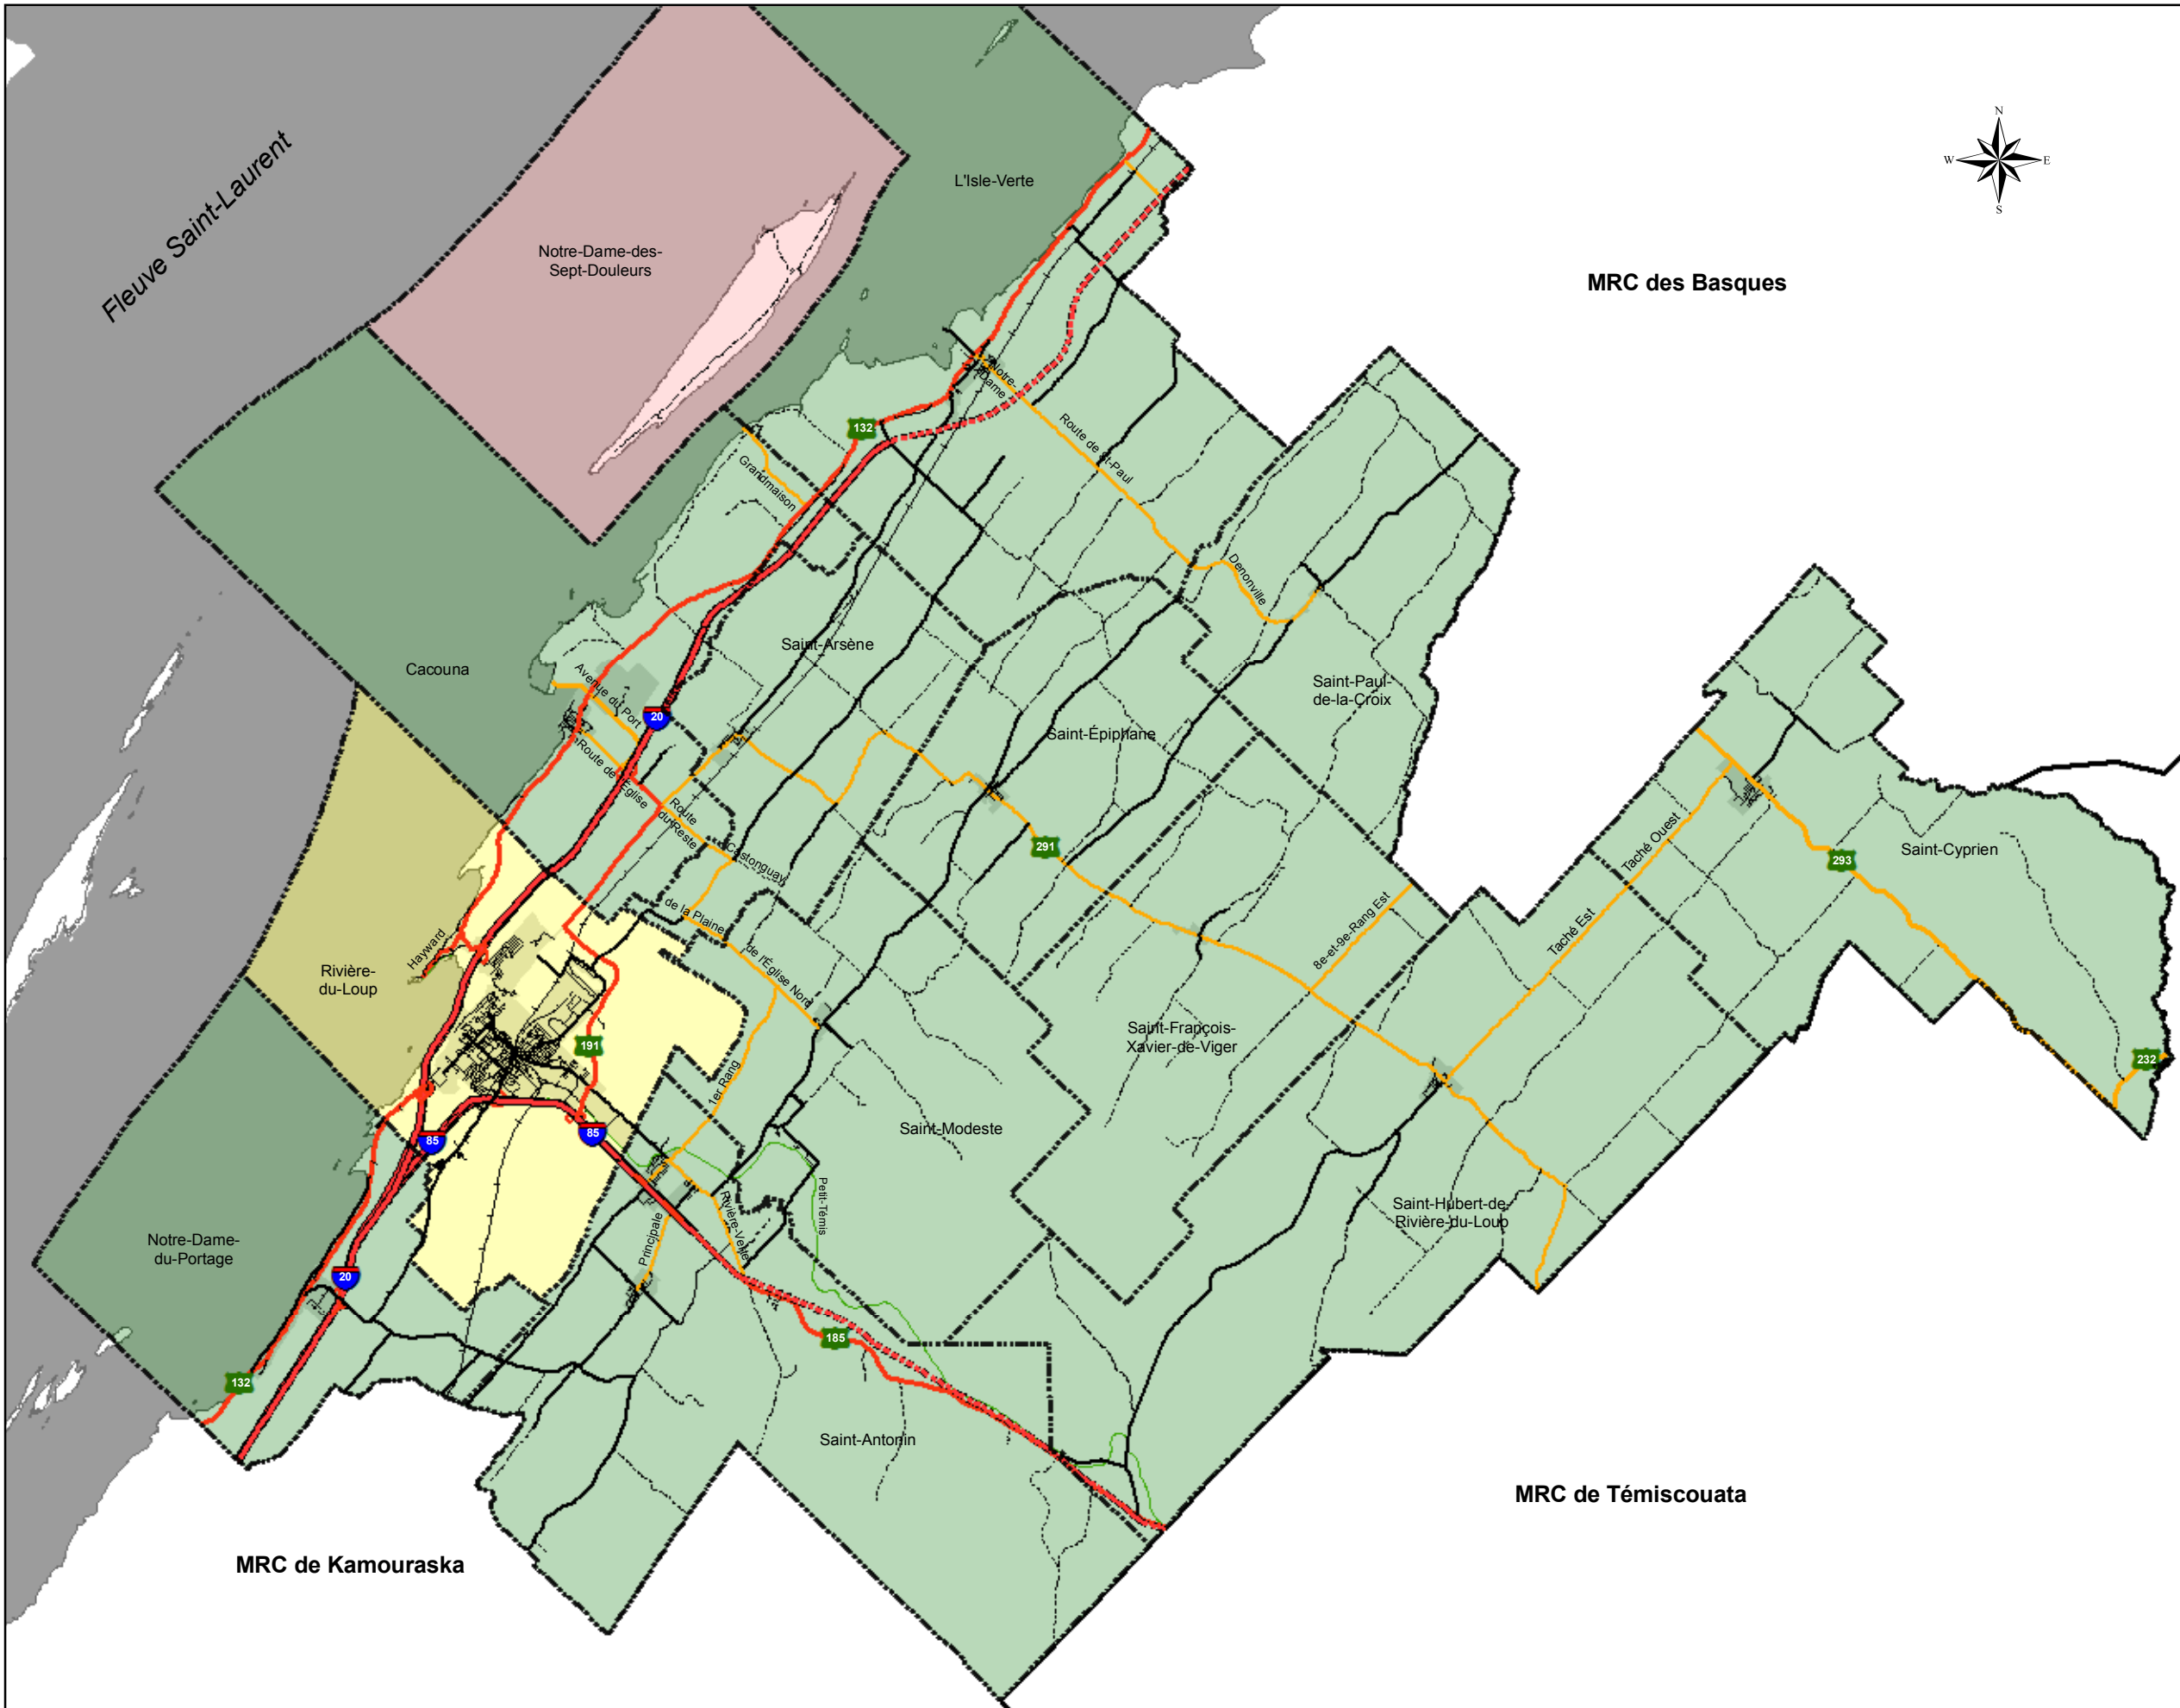 N
W
E
S
Fleuve Saint-Laurent
L'Isle-Verte
Notre-Dame-des-
Sept-Douleurs
MRC des Basques
Notre-
Dame
132
Route de St-Paul
Grandmaison
Denonville
Saint-Arsène
Cacouna
Avenue du Port
20
Saint-Paul-
de-la-Croix
Saint-Épiphane
Route de l'Église
Route
du Reste
Castonguay
291
Taché Ouest
293
Saint-Cyprien
de la Plaine
8e-et-9e-Rang Est
Taché Est
Hayward
de l'Église Nord
Rivière-
du-Loup
Saint-François-
Xavier-de-Viger
191
232
1er Rang
85
85
Saint-Modeste
Petit-Témis
Rivière-Verte
Principale
Saint-Hubert-de-
Rivière-du-Loup
Notre-Dame-
du-Portage
20
185
132
Saint-Antonin
MRC de Témiscouata
MRC de Kamouraska